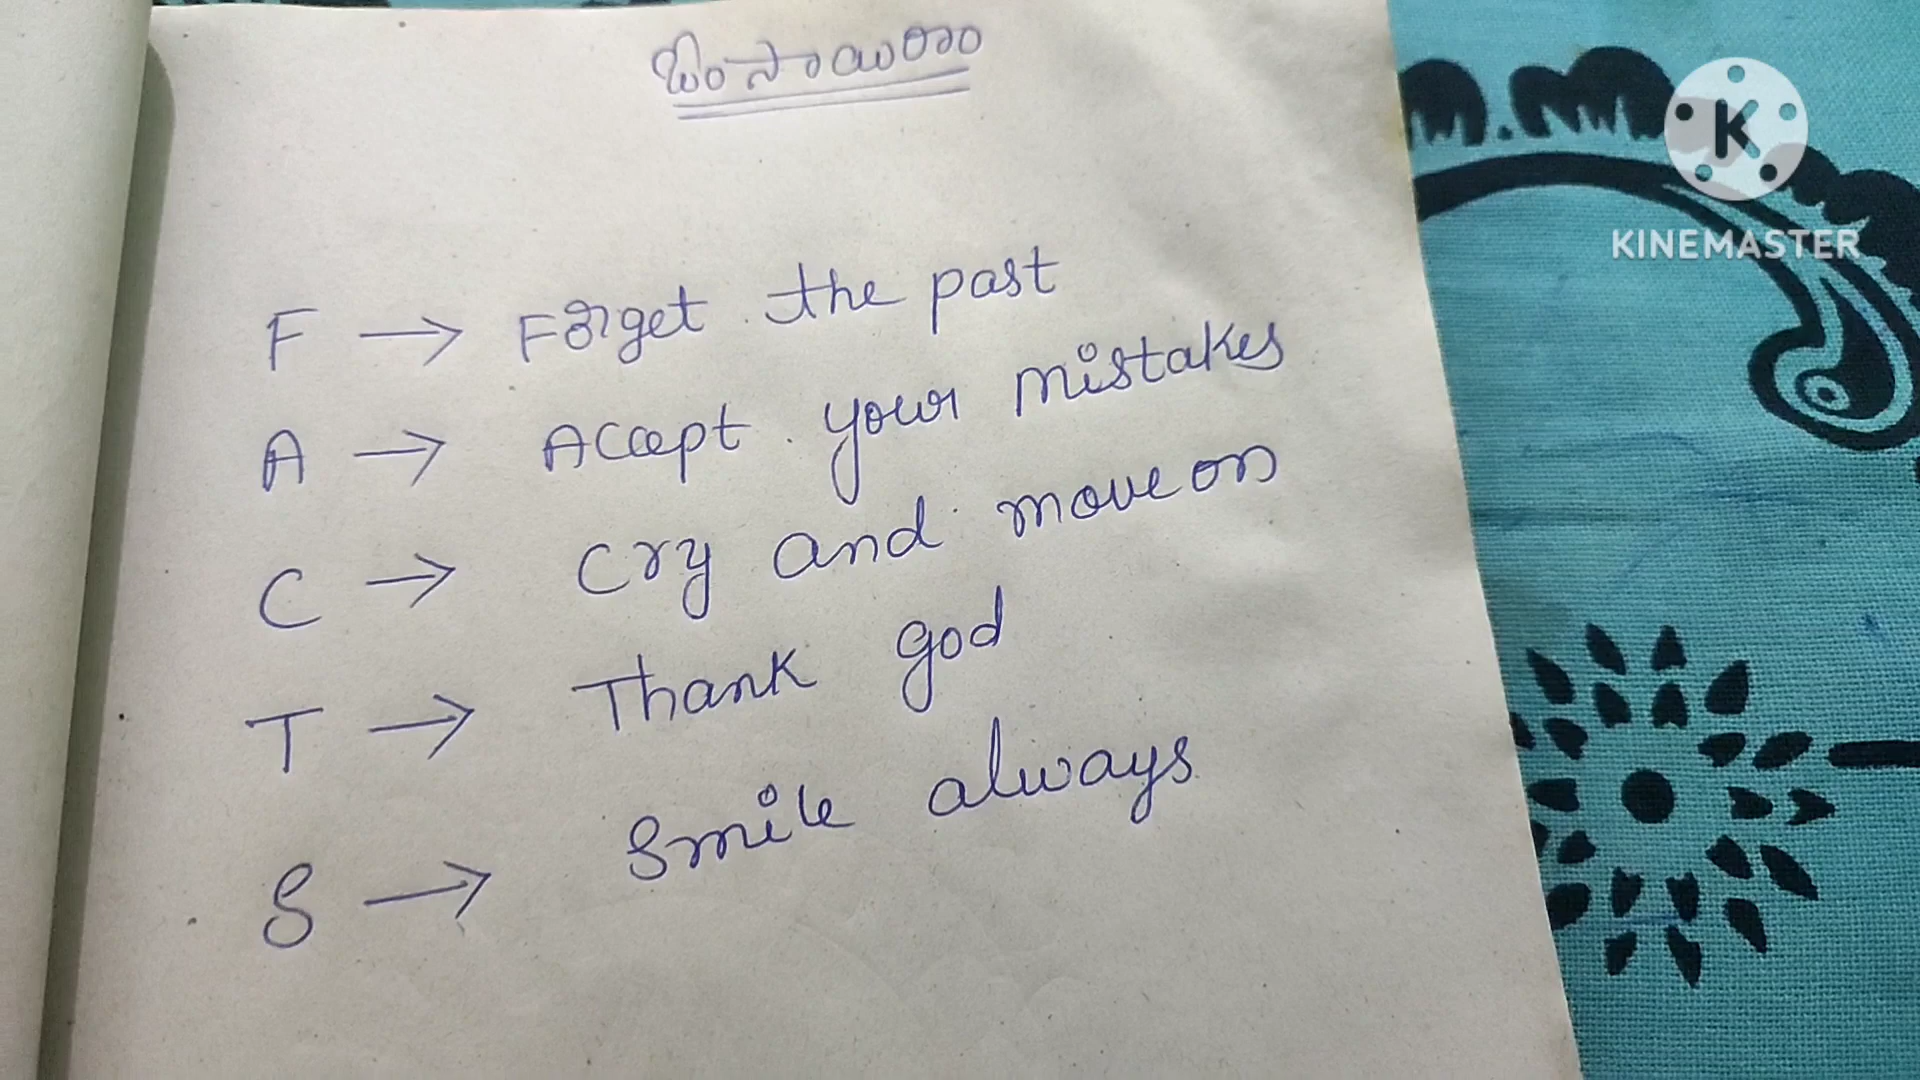 ఓం సాయిరాం
F → Forget the past
A → Accept your mistakes
C → Cry and move on
T → Thank god
S → Smile always
K
KINEMASTER